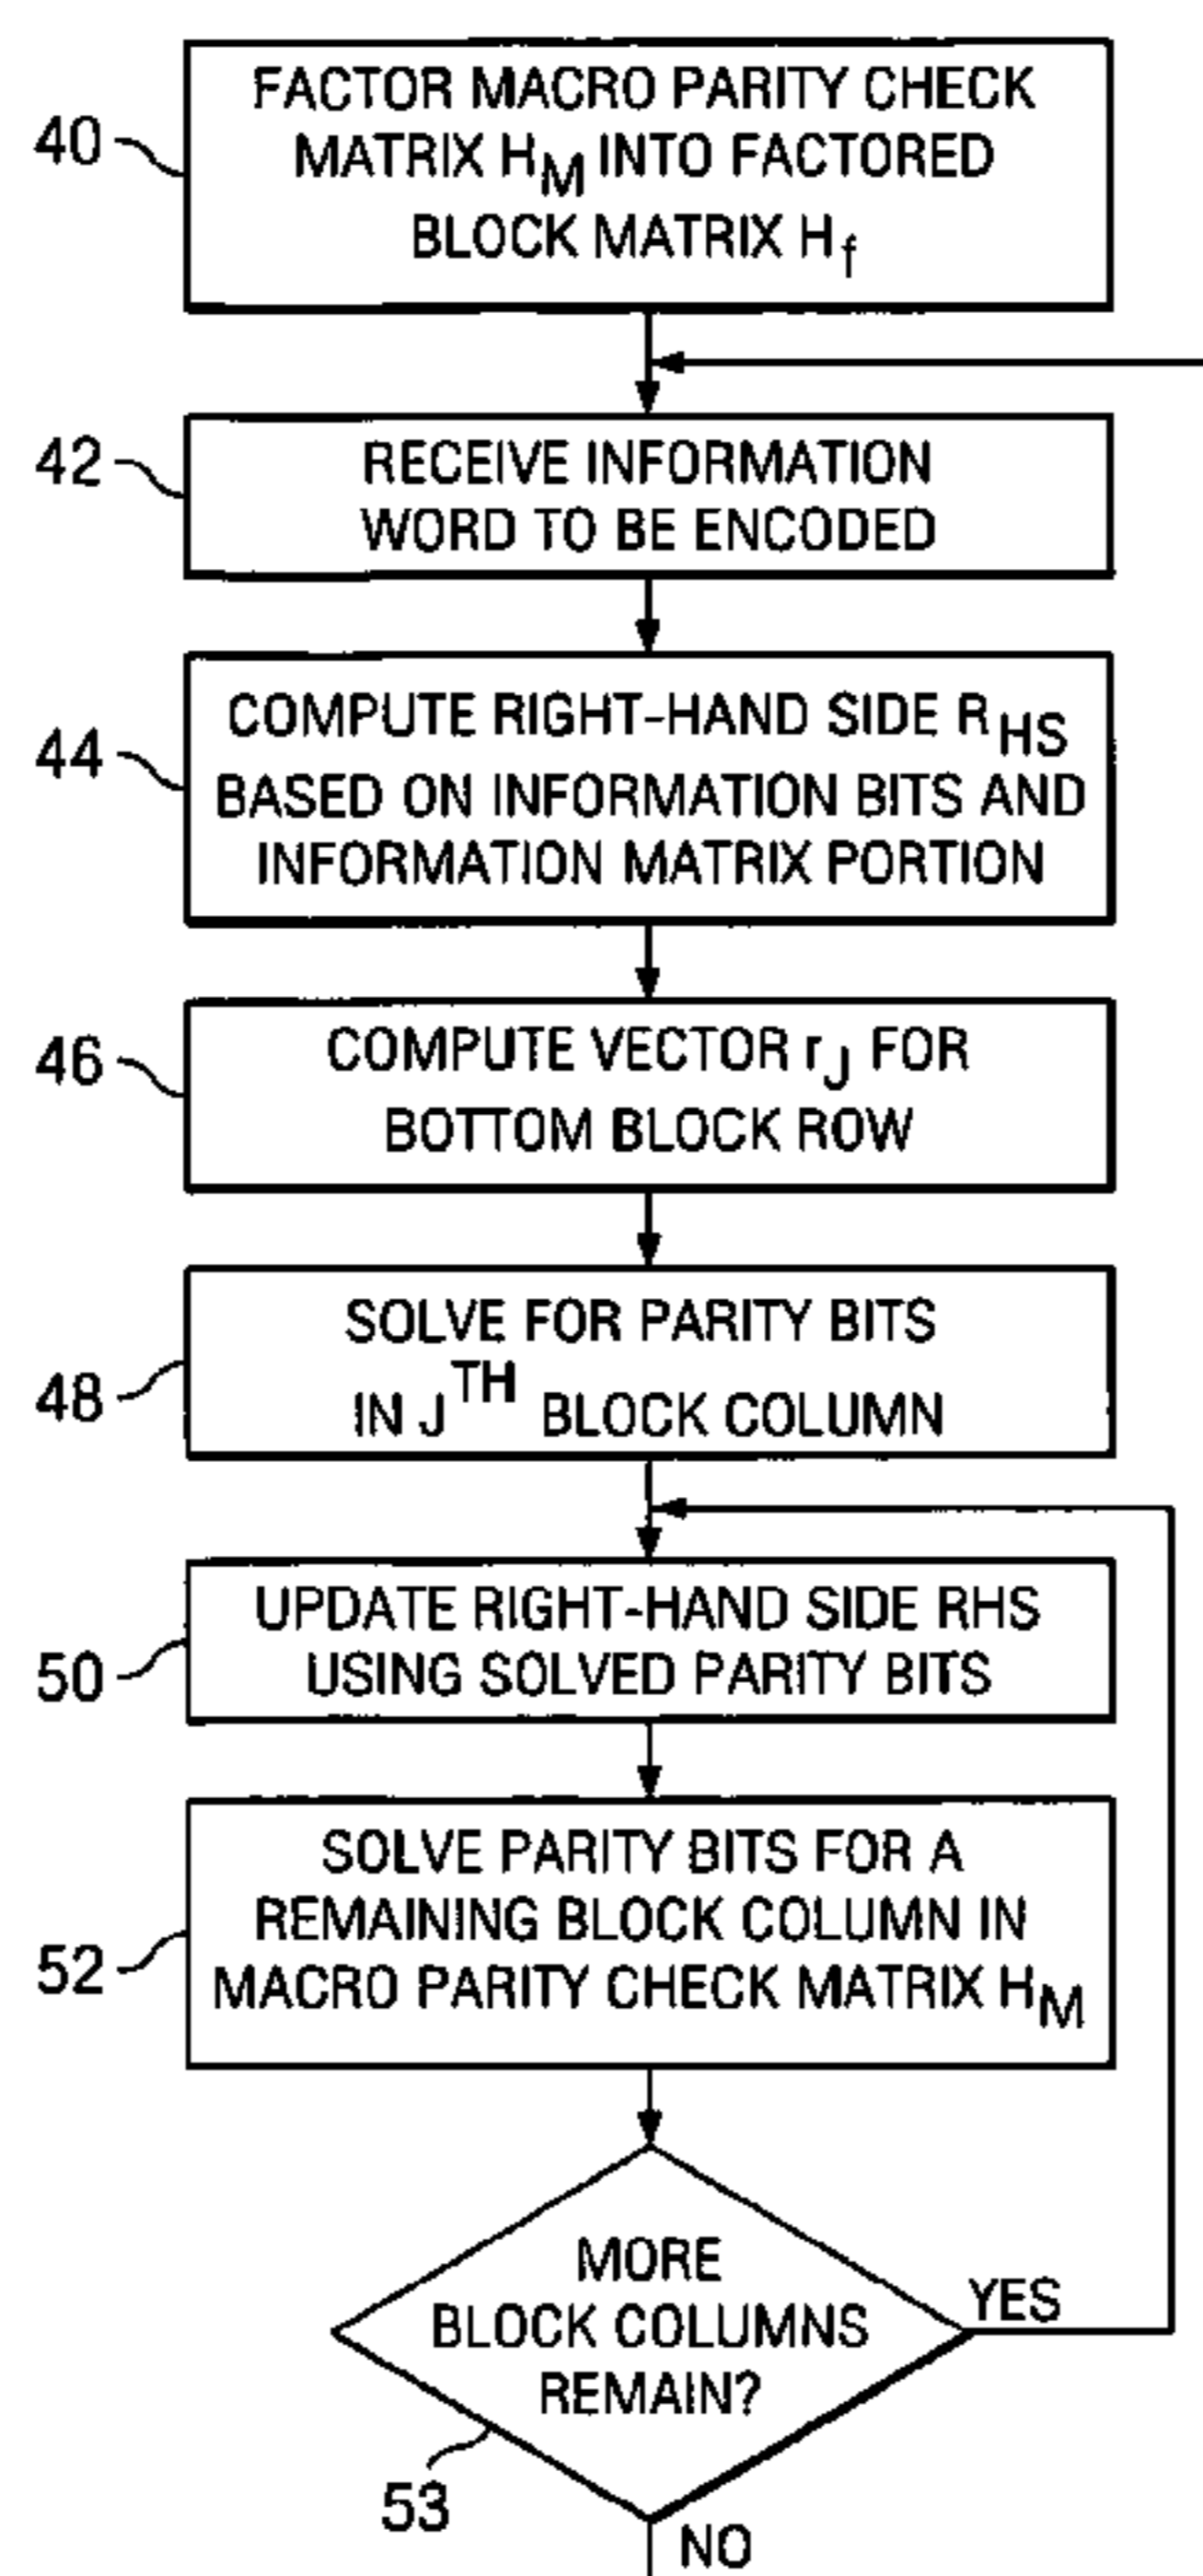 40
FACTOR MACRO PARITY CHECK
MATRIX HM INTO FACTORED
BLOCK MATRIX Hf
42
RECEIVE INFORMATION
WORD TO BE ENCODED
44
COMPUTE RIGHT-HAND SIDE RHS
BASED ON INFORMATION BITS AND
INFORMATION MATRIX PORTION
46
COMPUTE VECTOR rJ FOR
BOTTOM BLOCK ROW
48
SOLVE FOR PARITY BITS
IN JTH BLOCK COLUMN
50
UPDATE RIGHT-HAND SIDE RHS
USING SOLVED PARITY BITS
52
SOLVE PARITY BITS FOR A
REMAINING BLOCK COLUMN IN
MACRO PARITY CHECK MATRIX HM
MORE
BLOCK COLUMNS
REMAIN?
YES
53
NO